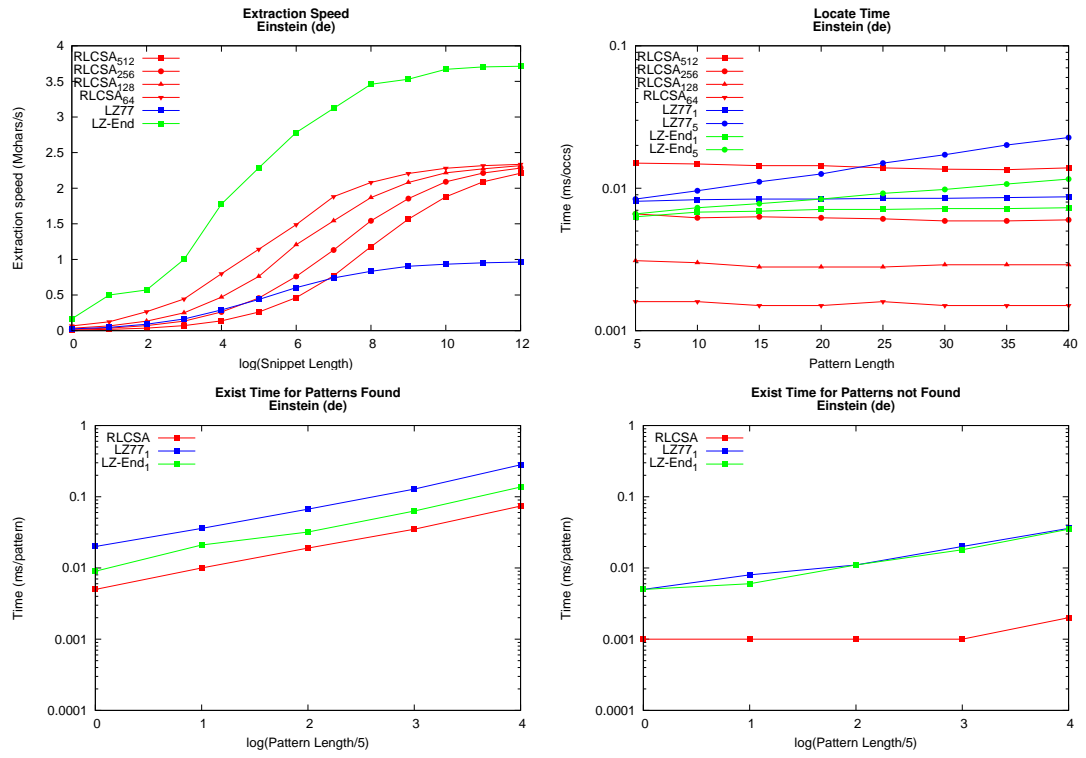 Extraction Speed
Einstein (de)
Extraction speed (Mchars/s)
4
3.5
3
2.5
2
1.5
1
0.5
0
RLCSA512
RLCSA256
RLCSA128
RLCSA64
LZ77
LZ-End
0 2 4 6 8 10 12
log(Snippet Length)
Locate Time
Einstein (de)
Time (ms/occs)
0.1
0.01
0.001
RLCSA512
RLCSA256
RLCSA128
RLCSA64
LZ771
LZ775
LZ-End1
LZ-End5
5 10 15 20 25 30 35 40
Pattern Length
Exist Time for Patterns Found
Einstein (de)
Time (ms/pattern)
1
0.1
0.01
0.001
0.0001
RLCSA
LZ771
LZ-End1
0 1 2 3 4
log(Pattern Length/5)
Exist Time for Patterns not Found
Einstein (de)
Time (ms/pattern)
1
0.1
0.01
0.001
0.0001
RLCSA
LZ771
LZ-End1
0 1 2 3 4
log(Pattern Length/5)